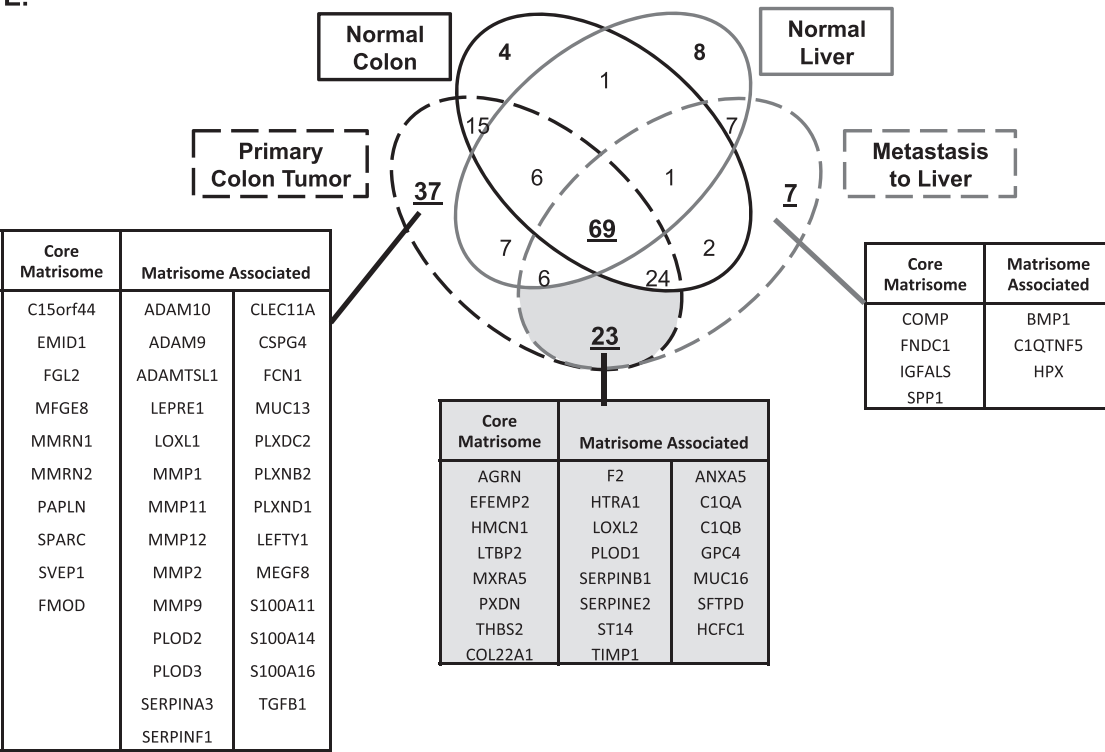 Normal
Colon
Normal
Liver
Primary
Colon Tumor
Metastasis
to Liver
4
8
1
15
7
6
1
37
7
69
7
2
6
24
23
Core
Matrisome
Matrisome Associated
C15orf44 ADAM10 CLEC11A
EMID1 ADAM9 CSPG4
FGL2 ADAMTSL1 FCN1
MFGE8 LEPRE1 MUC13
MMRN1 LOXL1 PLXDC2
MMRN2 MMP1 PLXNB2
PAPLN MMP11 PLXND1
SPARC MMP12 LEFTY1
SVEP1 MMP2 MEGF8
FMOD MMP9 S100A11
PLOD2 S100A14
PLOD3 S100A16
SERPINA3 TGFB1
SERPINF1
Core
Matrisome
Matrisome Associated
AGRN F2 ANXA5
EFEMP2 HTRA1 C1QA
HMCN1 LOXL2 C1QB
LTBP2 PLOD1 GPC4
MXRA5 SERPINB1 MUC16
PXDN SERPINE2 SFTPD
THBS2 ST14 HCFC1
COL22A1 TIMP1
Core
Matrisome
Matrisome
Associated
COMP BMP1
FNDC1 C1QTNF5
IGFALS HPX
SPP1